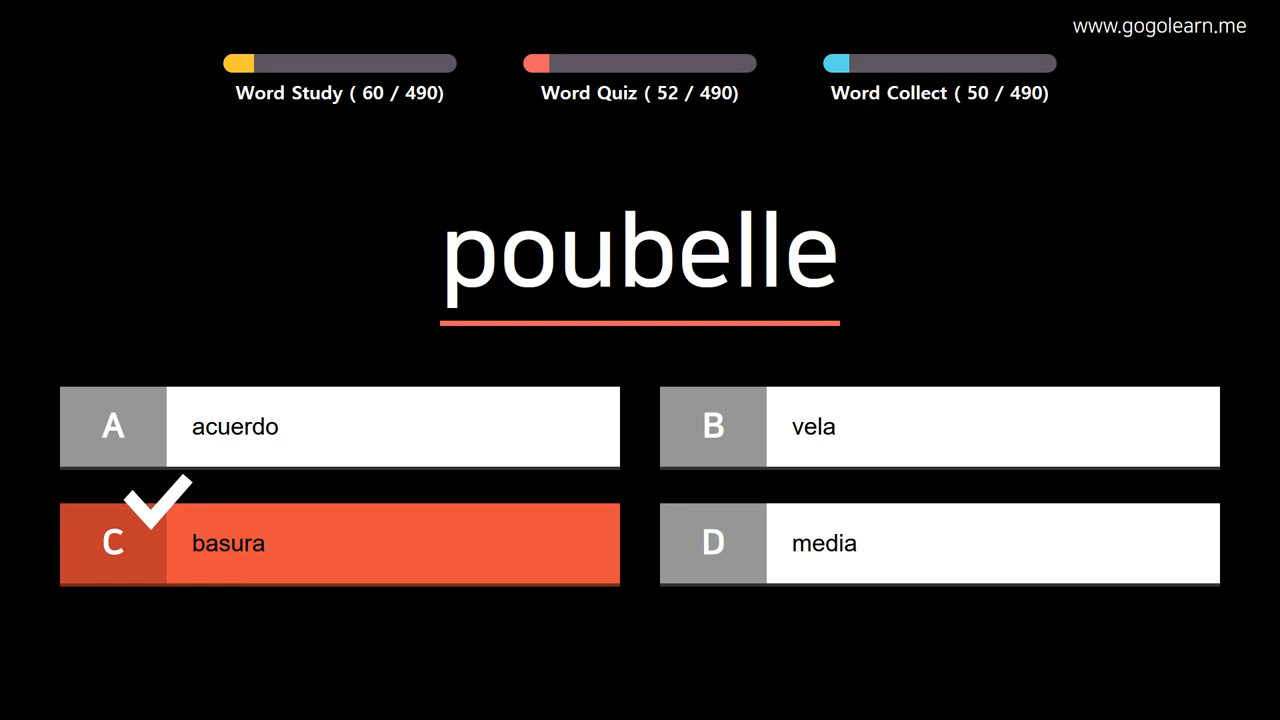 www.gogolearn.me
Word Study ( 60 / 490)
Word Quiz ( 52 / 490)
Word Collect ( 50 / 490)
poubelle
A acuerdo
B vela
C basura
D media